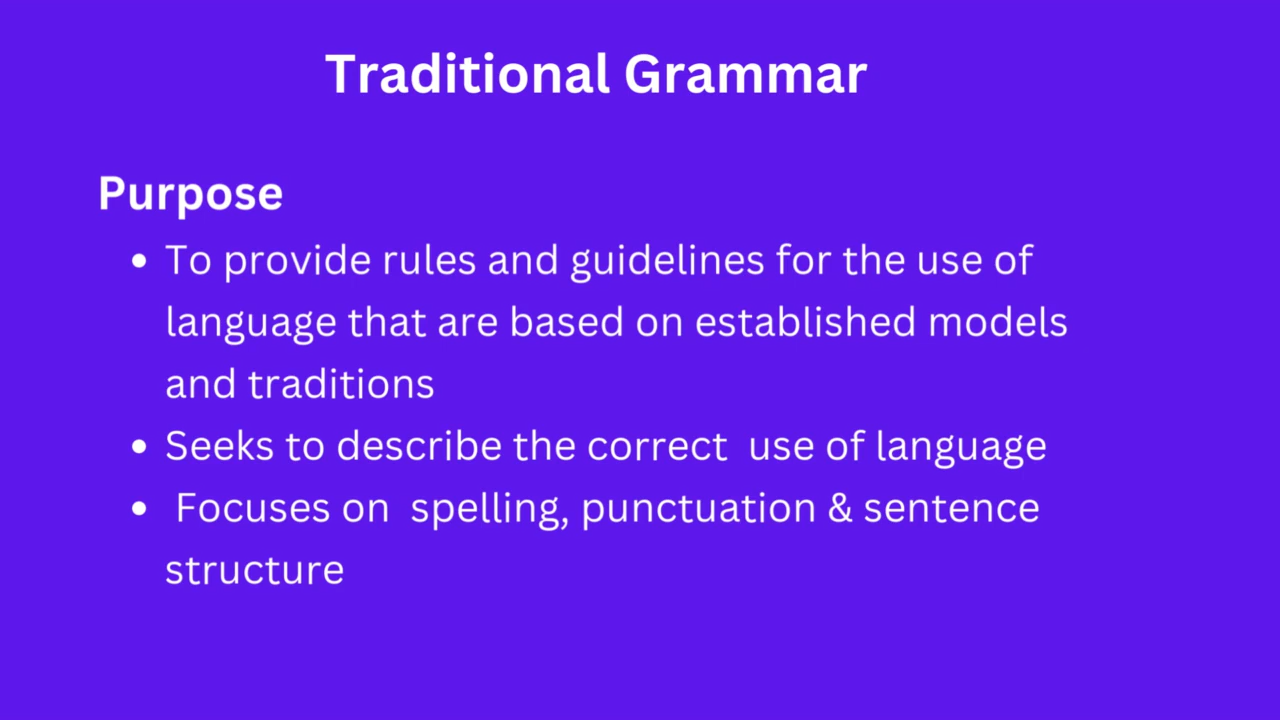 Traditional Grammar
Purpose
• To provide rules and guidelines for the use of
language that are based on established models
and traditions
• Seeks to describe the correct  use of language
•  Focuses on  spelling, punctuation & sentence
structure